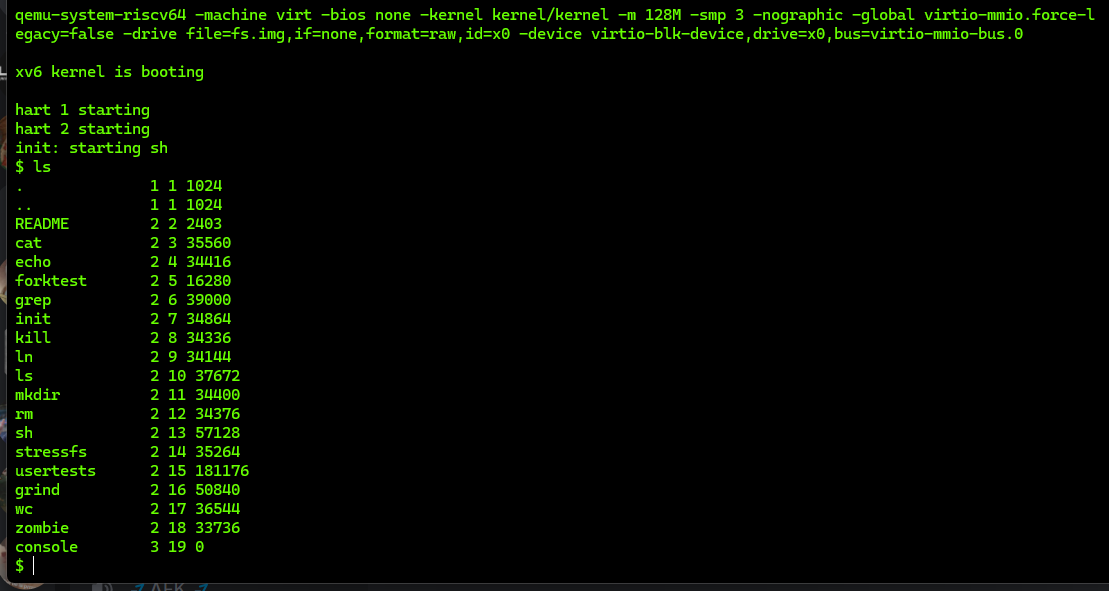 qemu-system-riscv64 -machine virt -bios none -kernel kernel/kernel -m 128M -smp 3 -nographic -global virtio-mmio.force-l
egacy=false -drive file=fs.img,if=none,format=raw,id=x0 -device virtio-blk-device,drive=x0,bus=virtio-mmio-bus.0
xv6 kernel is booting
hart 1 starting
hart 2 starting
init: starting sh
$ ls
. 1 1 1024
.. 1 1 1024
README 2 2 2403
cat 2 3 35560
echo 2 4 34416
forktest 2 5 16280
grep 2 6 39000
init 2 7 34864
kill 2 8 34336
ln 2 9 34144
ls 2 10 37672
mkdir 2 11 34400
rm 2 12 34376
sh 2 13 57128
stressfs 2 14 35264
usertests 2 15 181176
grind 2 16 50840
wc 2 17 36544
zombie 2 18 33736
console 3 19 0
$